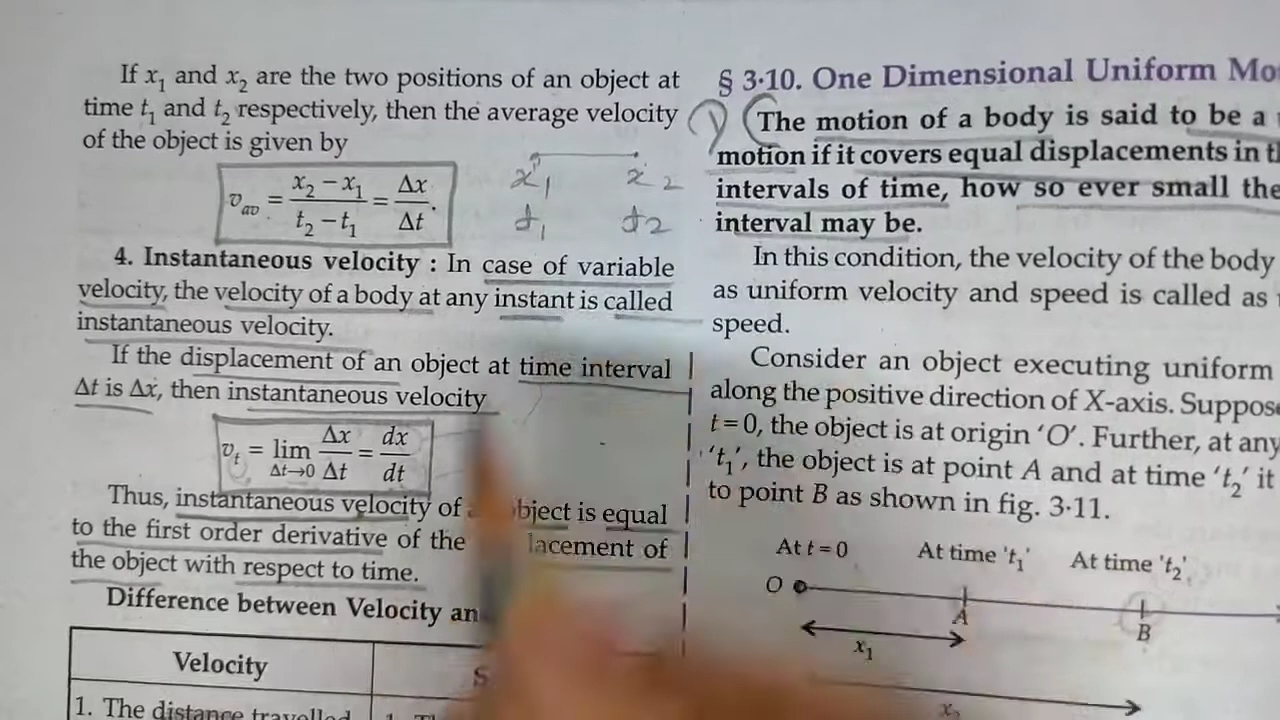 If x₁ and x₂ are the two positions of an object at
time t₁ and t₂ respectively, then the average velocity
of the object is given by
v_av = (x₂ − x₁)/(t₂ − t₁) = Δx/Δt.
x₁ x₂
t₁ t₂
4. Instantaneous velocity : In case of variable
velocity, the velocity of a body at any instant is called
instantaneous velocity.
If the displacement of an object at time interval
Δt is Δx, then instantaneous velocity
v_t = lim Δt→0 Δx/Δt = dx/dt
Thus, instantaneous velocity of is equal
to the first order derivative of the of
the object with respect to time.
Difference between Velocity
Velocity
1. The distance travelled
§ 3·10. One Dimensional Uniform
The motion of a body is said to be a
motion if it covers equal displacements in
intervals of time, how so ever small the
interval may be.
In this condition, the velocity of the body
as uniform velocity and speed is called as
speed.
Consider an object executing uniform
along the positive direction of X-axis.
t = 0, the object is at origin 'O'. Further, at any
't₁', the object is at point A and at time 't₂' it
to point B as shown in fig. 3·11.
At t = 0 At time 't₁' At time 't₂'
O A B
x₁
x₂